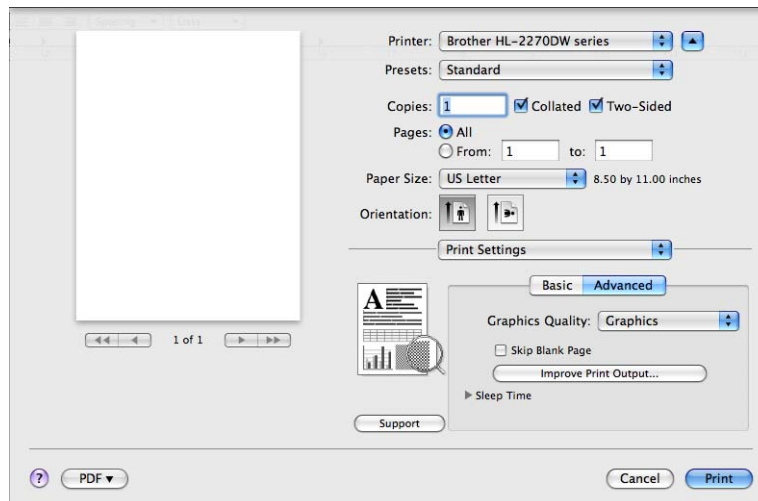 Printer: Brother HL-2270DW series
Presets: Standard
Copies: 1 Collated Two-Sided
Pages: All
From: 1 to: 1
Paper Size: US Letter 8.50 by 11.00 inches
Orientation:
Print Settings
Basic Advanced
A
Graphics Quality: Graphics
Skip Blank Page
Improve Print Output...
Sleep Time
1 of 1
Support
? PDF ▾ Cancel Print